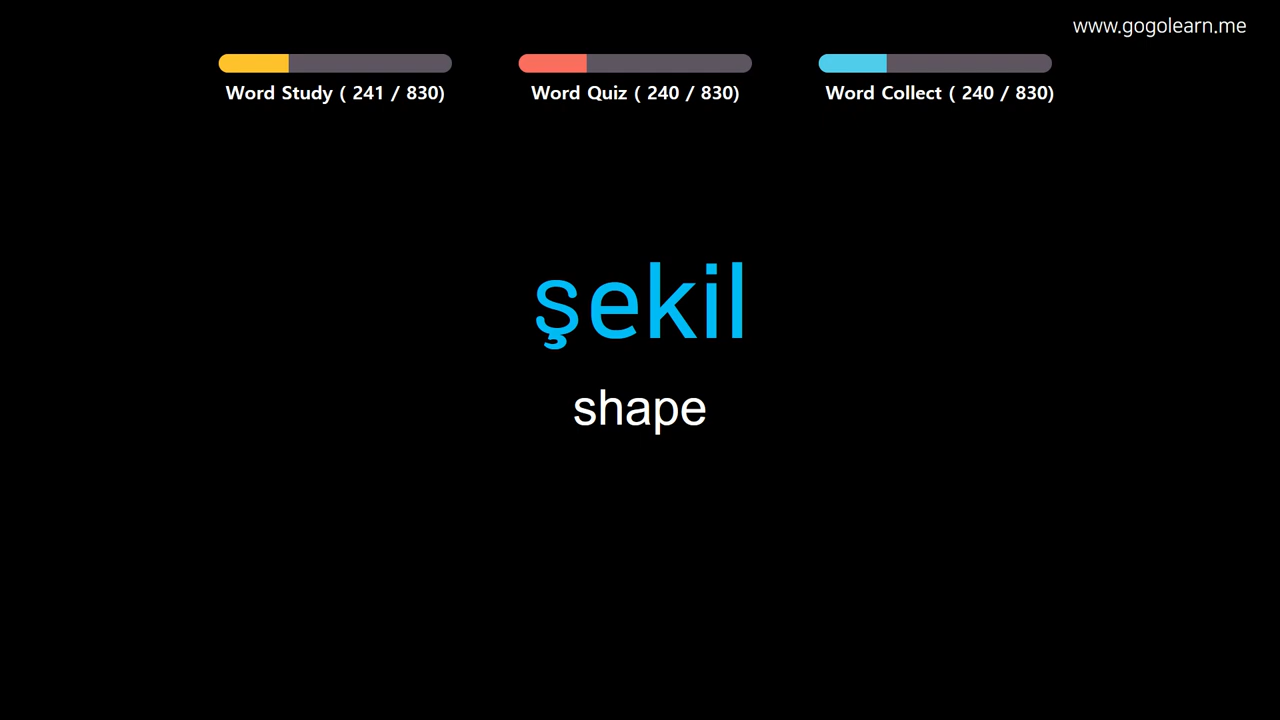 www.gogolearn.me
Word Study ( 241 / 830)
Word Quiz ( 240 / 830)
Word Collect ( 240 / 830)
şekil
shape